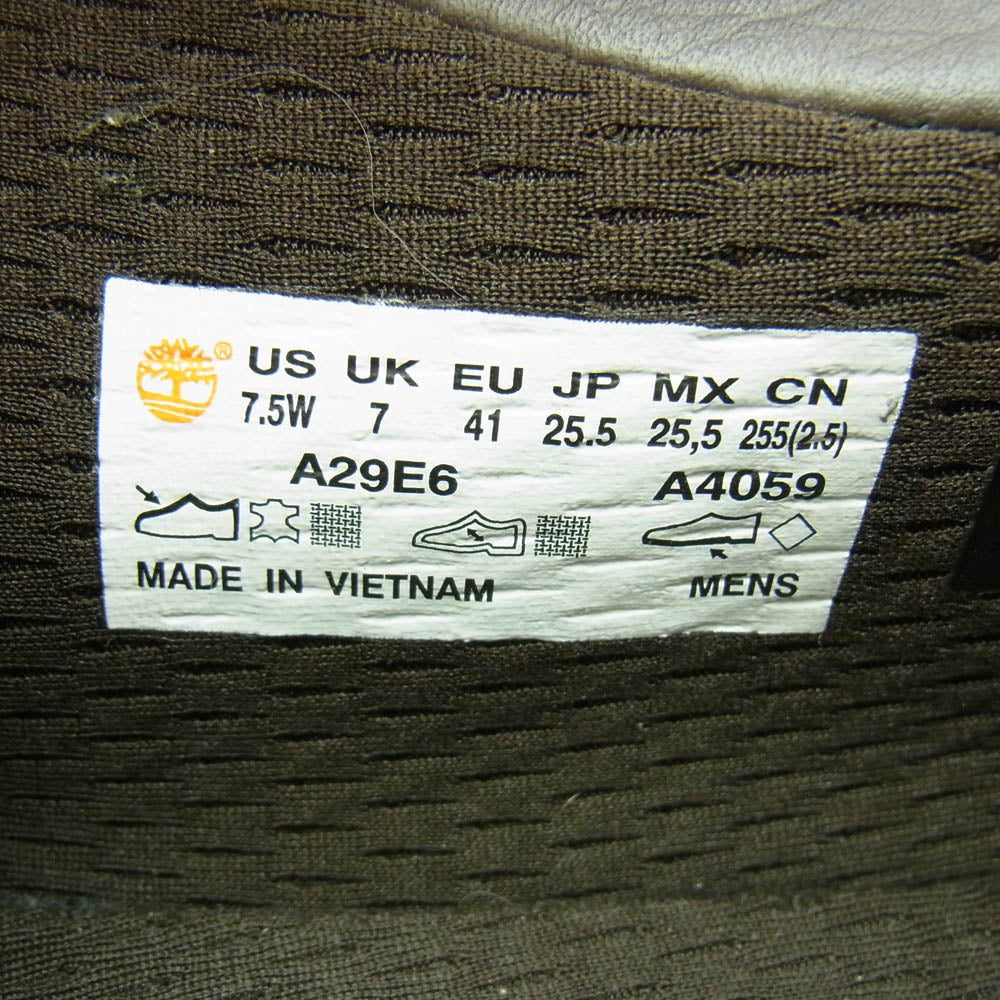 ® US UK EU JP MX CN
7.5W 7 41 25.5 25,5 255(2.5)
A29E6 A4059
MADE IN VIETNAM MENS